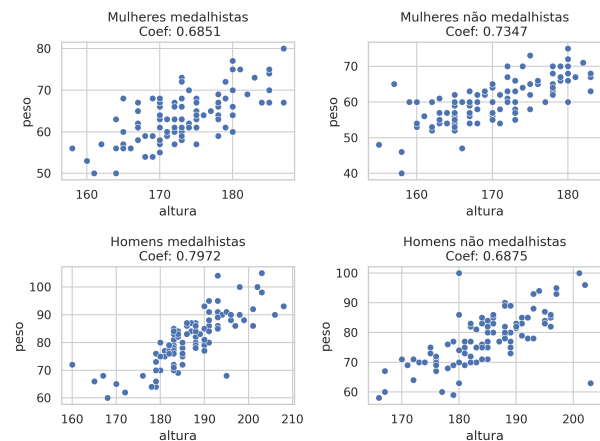 Mulheres medalhistas
Coef: 0.6851
80
70
60
50
peso
160
170
180
altura
Mulheres não medalhistas
Coef: 0.7347
70
60
50
40
peso
160
170
180
altura
Homens medalhistas
Coef: 0.7972
100
90
80
70
60
peso
160
170
180
190
200
210
altura
Homens não medalhistas
Coef: 0.6875
100
90
80
70
60
peso
170
180
190
200
altura